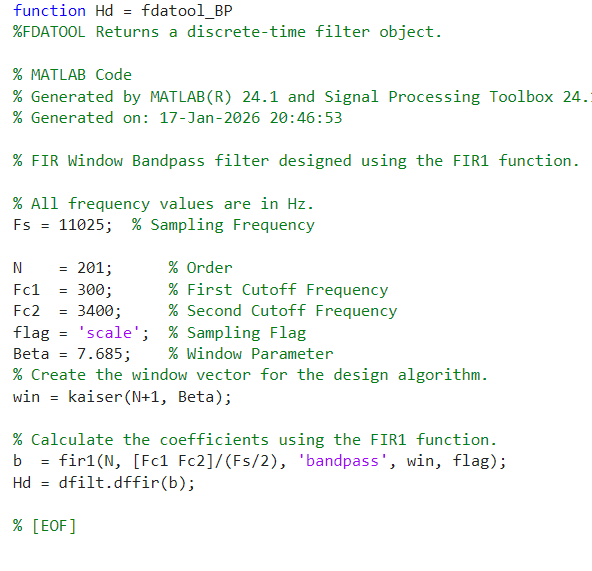 function Hd = fdatool_BP
%FDATOOL Returns a discrete-time filter object.
% MATLAB Code
% Generated by MATLAB(R) 24.1 and Signal Processing Toolbox 24.
% Generated on: 17-Jan-2026 20:46:53
% FIR Window Bandpass filter designed using the FIR1 function.
% All frequency values are in Hz.
Fs = 11025;  % Sampling Frequency
N    = 201;      % Order
Fc1  = 300;      % First Cutoff Frequency
Fc2  = 3400;     % Second Cutoff Frequency
flag = 'scale';  % Sampling Flag
Beta = 7.685;    % Window Parameter
% Create the window vector for the design algorithm.
win = kaiser(N+1, Beta);
% Calculate the coefficients using the FIR1 function.
b  = fir1(N, [Fc1 Fc2]/(Fs/2), 'bandpass', win, flag);
Hd = dfilt.dffir(b);
% [EOF]